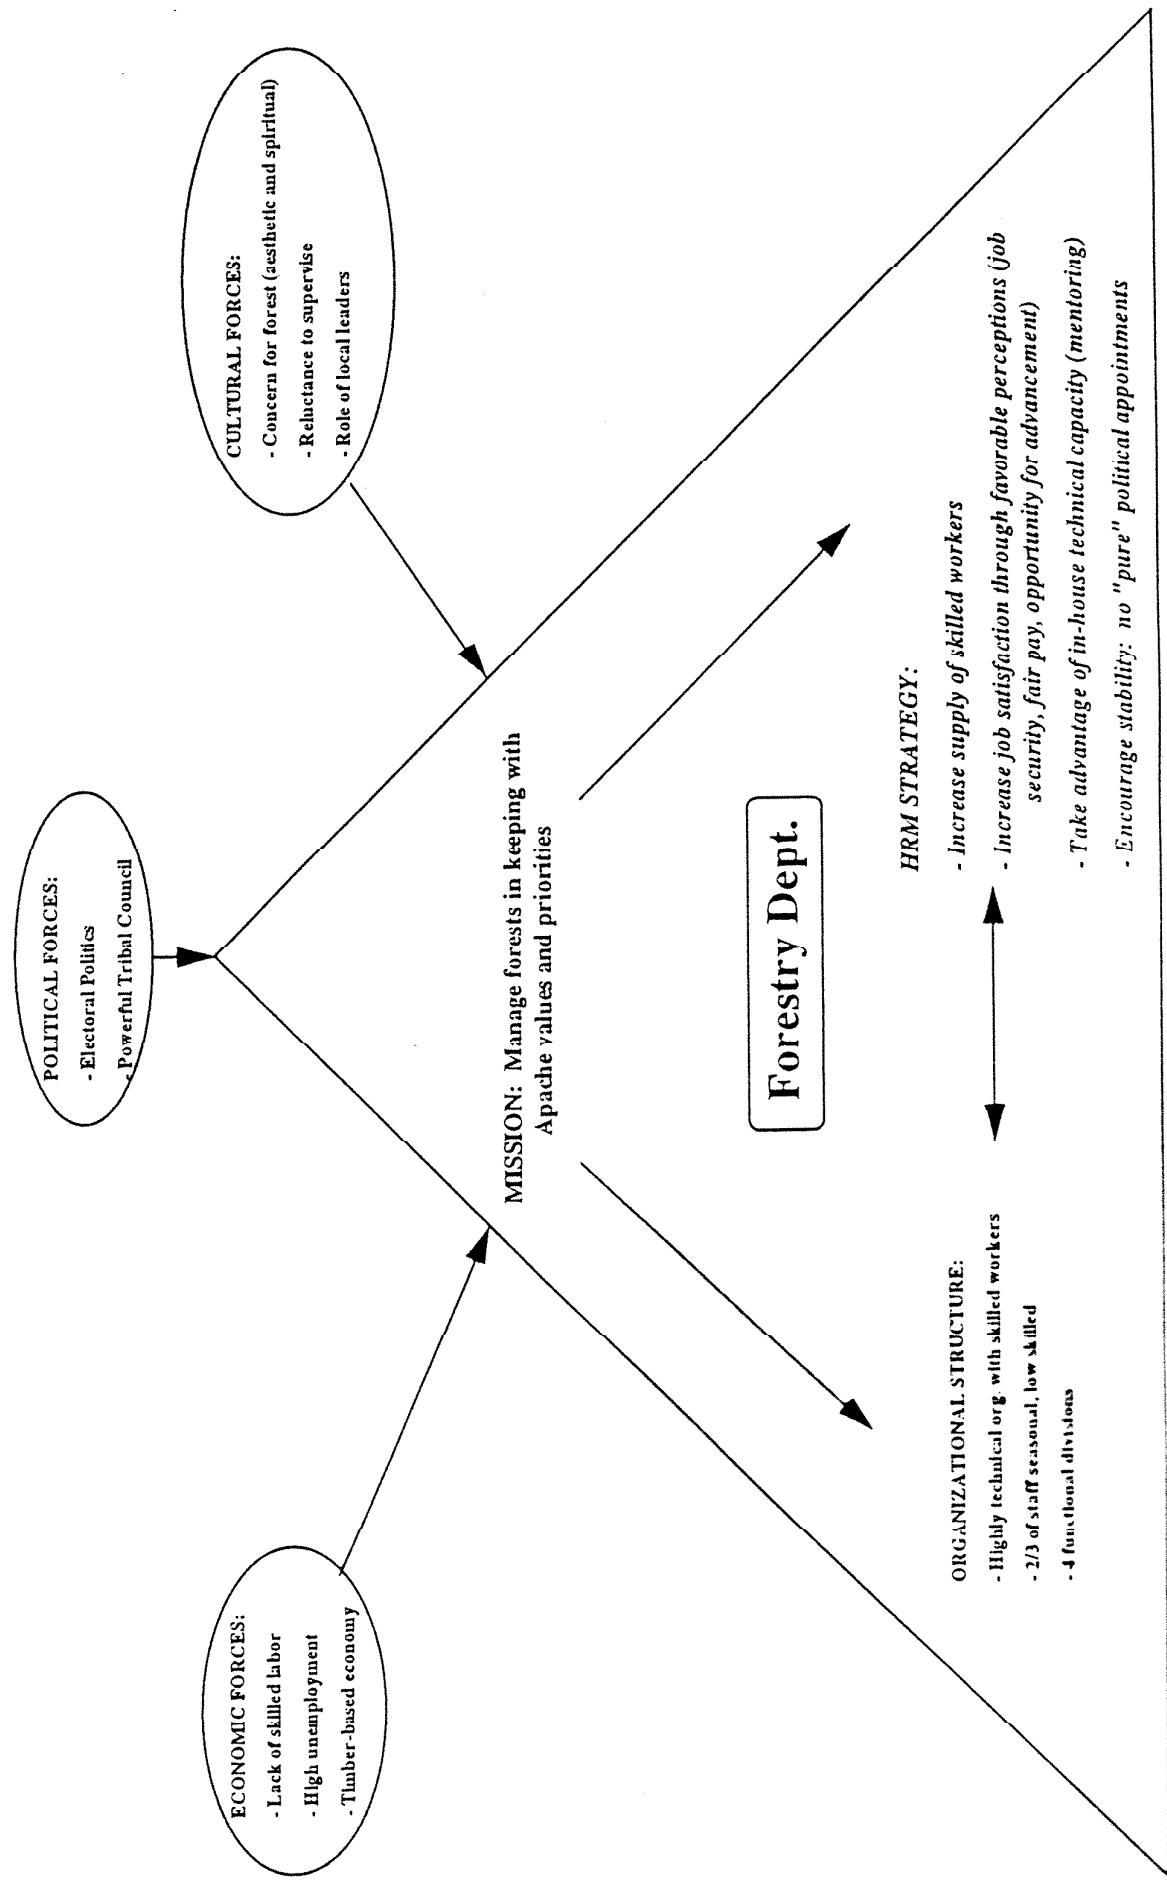 POLITICAL FORCES:
- Electoral Politics
- Powerful Tribal Council
ECONOMIC FORCES:
- Lack of skilled labor
- High unemployment
- Timber-based economy
CULTURAL FORCES:
- Concern for forest (aesthetic and spiritual)
- Reluctance to supervise
- Role of local leaders
MISSION: Manage forests in keeping with
Apache values and priorities
Forestry Dept.
ORGANIZATIONAL STRUCTURE:
- Highly technical org. with skilled workers
- 2/3 of staff seasonal, low skilled
- 4 functional divisions
HRM STRATEGY:
- Increase supply of skilled workers
- Increase job satisfaction through favorable perceptions (job
security, fair pay, opportunity for advancement)
- Take advantage of in-house technical capacity (mentoring)
- Encourage stability: no "pure" political appointments